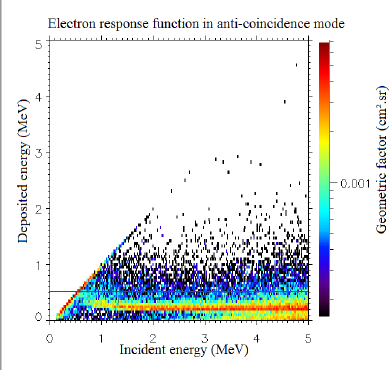 Electron response function in anti-coincidence mode
5
4
3
2
1
0
Deposited energy (MeV)
0 1 2 3 4 5
Incident energy (MeV)
0.001
Geometric factor (cm².sr)